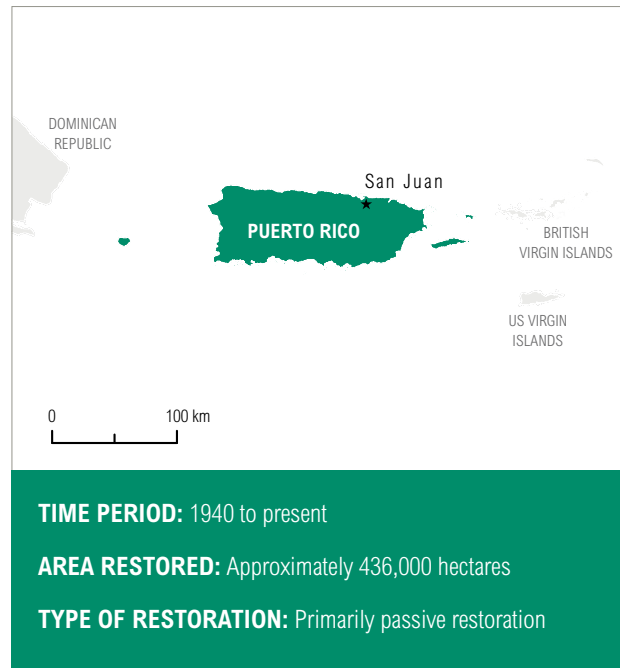 DOMINICAN
REPUBLIC
San Juan
PUERTO RICO
BRITISH
VIRGIN ISLANDS
US VIRGIN
ISLANDS
0 100 km
TIME PERIOD: 1940 to present
AREA RESTORED: Approximately 436,000 hectares
TYPE OF RESTORATION: Primarily passive restoration